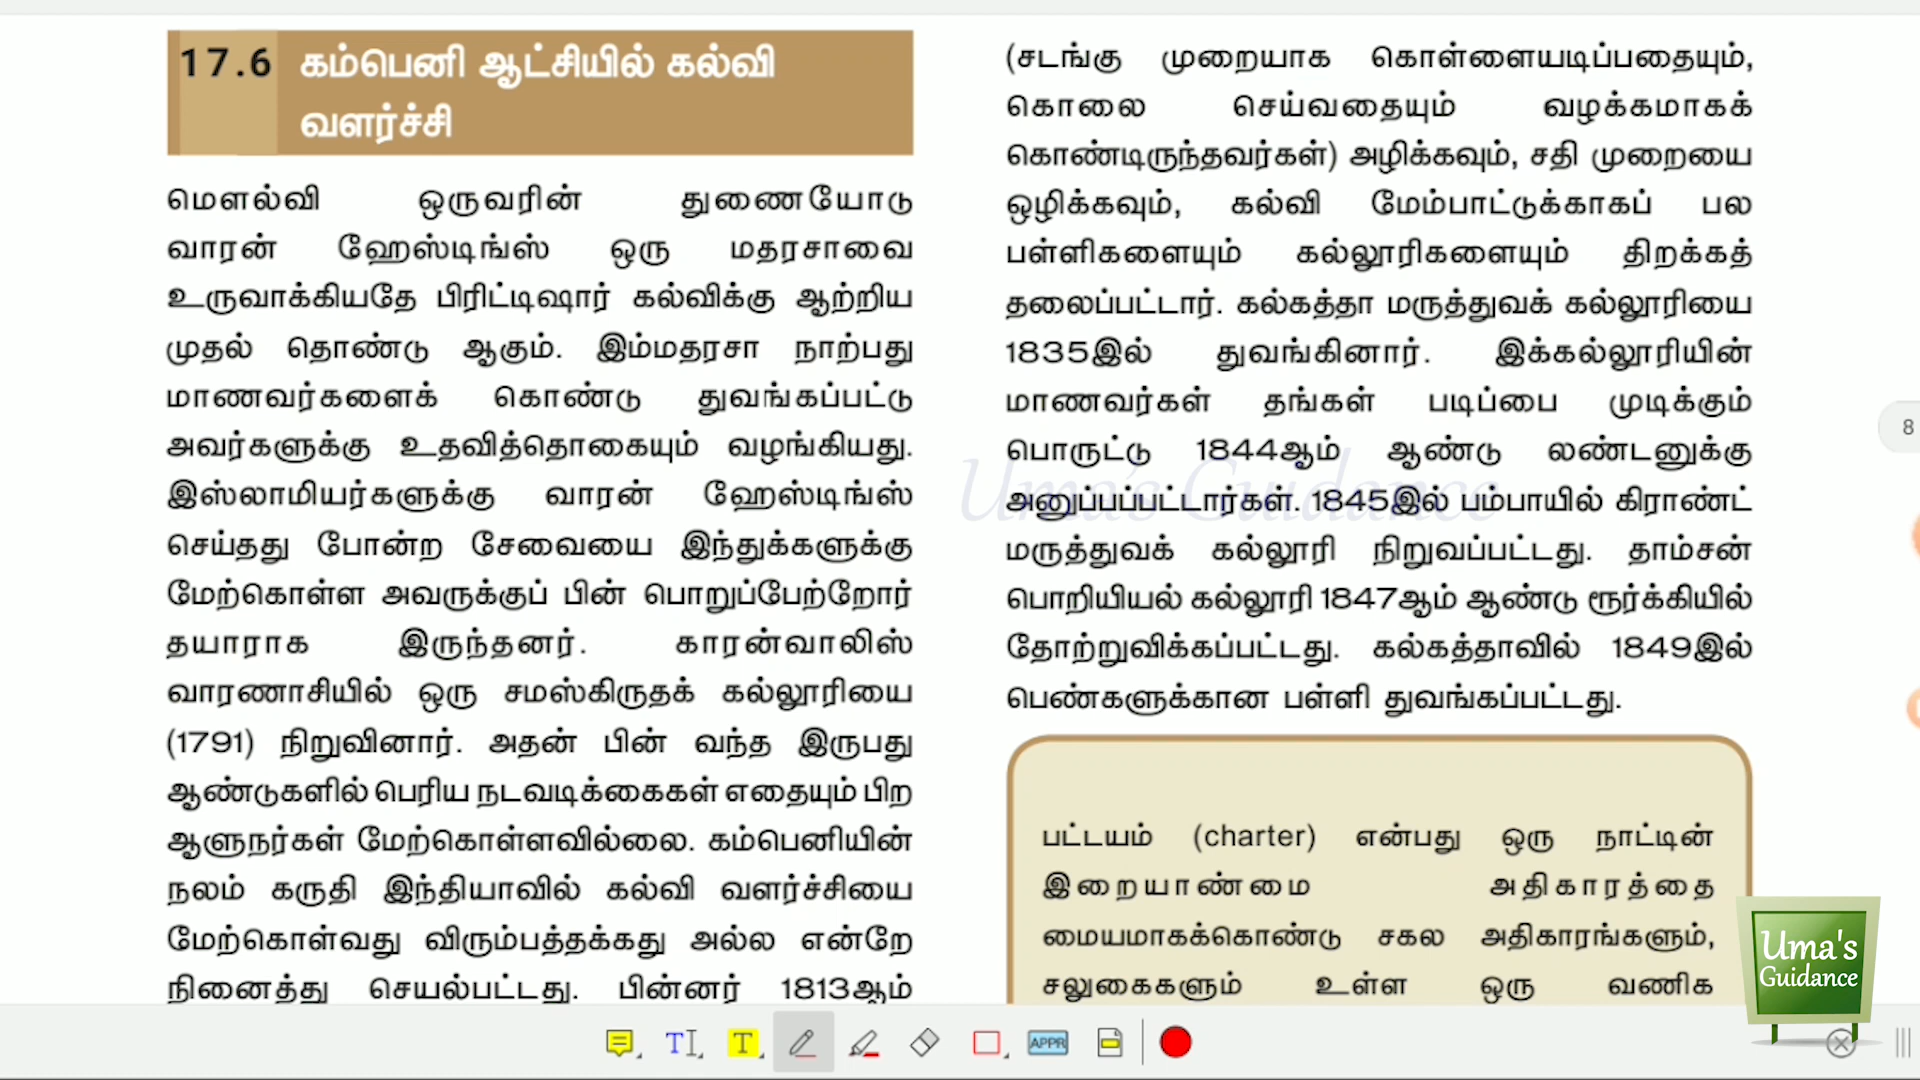 17.6 கம்பெனி ஆட்சியில் கல்வி
வளர்ச்சி
மௌல்வி ஒருவரின் துணையோடு
வாரன் ஹேஸ்டிங்ஸ் ஒரு மதரசாவை
உருவாக்கியதே பிரிட்டிஷார் கல்விக்கு ஆற்றிய
முதல் தொண்டு ஆகும். இம்மதரசா நாற்பது
மாணவர்களைக் கொண்டு துவங்கப்பட்டு
அவர்களுக்கு உதவித்தொகையும் வழங்கியது.
இஸ்லாமியர்களுக்கு வாரன் ஹேஸ்டிங்ஸ்
செய்தது போன்ற சேவையை இந்துக்களுக்கு
மேற்கொள்ள அவருக்குப் பின் பொறுப்பேற்றோர்
தயாராக இருந்தனர். காரன்வாலிஸ்
வாரணாசியில் ஒரு சமஸ்கிருதக் கல்லூரியை
(1791) நிறுவினார். அதன் பின் வந்த இருபது
ஆண்டுகளில் பெரிய நடவடிக்கைகள் எதையும் பிற
ஆளுநர்கள் மேற்கொள்ளவில்லை. கம்பெனியின்
நலம் கருதி இந்தியாவில் கல்வி வளர்ச்சியை
மேற்கொள்வது விரும்பத்தக்கது அல்ல என்றே
நினைத்து செயல்பட்டது. பின்னர் 1813ஆம்
(சடங்கு முறையாக கொள்ளையடிப்பதையும்,
கொலை செய்வதையும் வழக்கமாகக்
கொண்டிருந்தவர்கள்) அழிக்கவும், சதி முறையை
ஒழிக்கவும், கல்வி மேம்பாட்டுக்காகப் பல
பள்ளிகளையும் கல்லூரிகளையும் திறக்கத்
தலைப்பட்டார். கல்கத்தா மருத்துவக் கல்லூரியை
1835இல் துவங்கினார். இக்கல்லூரியின்
மாணவர்கள் தங்கள் படிப்பை முடிக்கும்
பொருட்டு 1844ஆம் ஆண்டு லண்டனுக்கு
அனுப்பப்பட்டார்கள். 1845இல் பம்பாயில் கிராண்ட்
மருத்துவக் கல்லூரி நிறுவப்பட்டது. தாம்சன்
பொறியியல் கல்லூரி 1847ஆம் ஆண்டு ரூர்க்கியில்
தோற்றுவிக்கப்பட்டது. கல்கத்தாவில் 1849இல்
பெண்களுக்கான பள்ளி துவங்கப்பட்டது.
பட்டயம் (charter) என்பது ஒரு நாட்டின்
இறையாண்மை அதிகாரத்தை
மையமாகக்கொண்டு சகல அதிகாரங்களும்,
சலுகைகளும் உள்ள ஒரு வணிக
Uma's Guidance
8
Uma's
Guidance
T
T
APPR